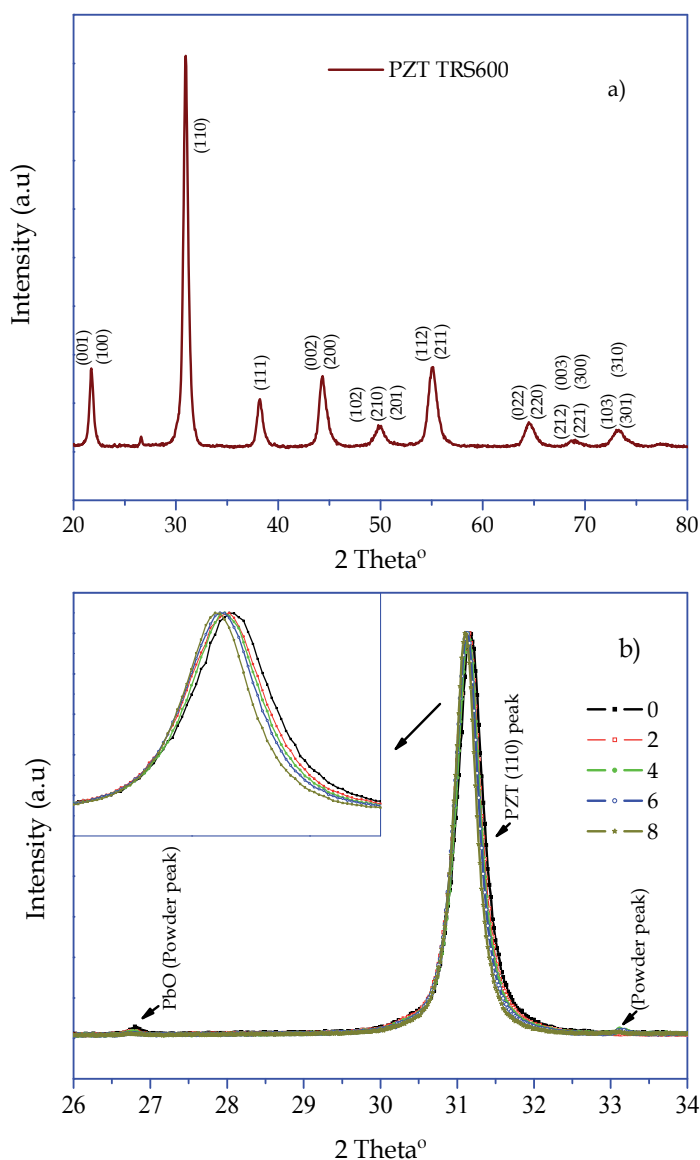 PZT TRS600
a)
(110)
(001)
(100)
(111)
(002)
(200)
(102)
(210)
(201)
(112)
(211)
(022)
(220)
(003)
(300)
(212)
(221)
(310)
(103)
(301)
Intensity (a.u)
20 30 40 50 60 70 80
2 Thetaº
b)
0
2
4
6
8
PZT (110) peak
PbO (Powder peak)
(Powder peak)
Intensity (a.u)
26 27 28 29 30 31 32 33 34
2 Thetaº